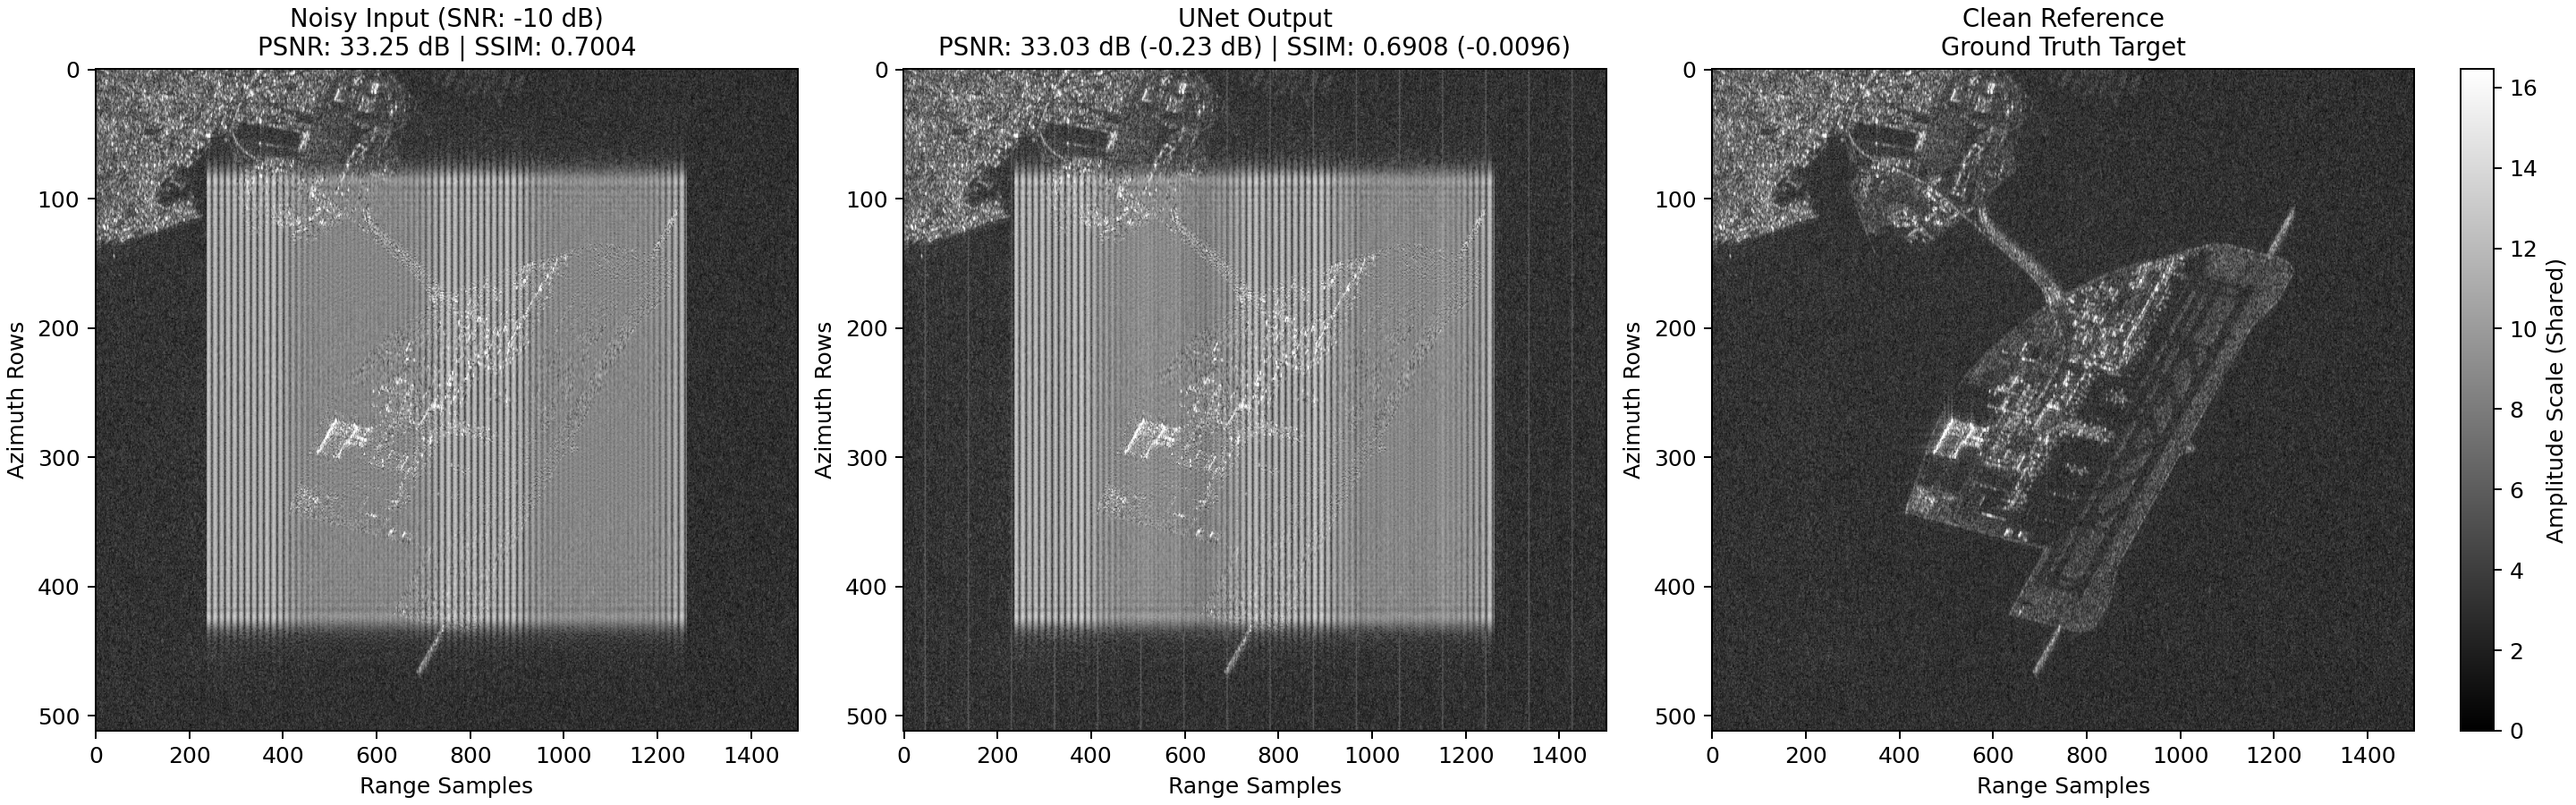 Noisy Input (SNR: -10 dB)
PSNR: 33.25 dB | SSIM: 0.7004
UNet Output
PSNR: 33.03 dB (-0.23 dB) | SSIM: 0.6908 (-0.0096)
Clean Reference
Ground Truth Target
0
100
200
300
400
500
Azimuth Rows
0 200 400 600 800 1000 1200 1400
Range Samples
0
100
200
300
400
500
Azimuth Rows
0 200 400 600 800 1000 1200 1400
Range Samples
0
100
200
300
400
500
Azimuth Rows
0 200 400 600 800 1000 1200 1400
Range Samples
16
14
12
10
8
6
4
2
0
Amplitude Scale (Shared)